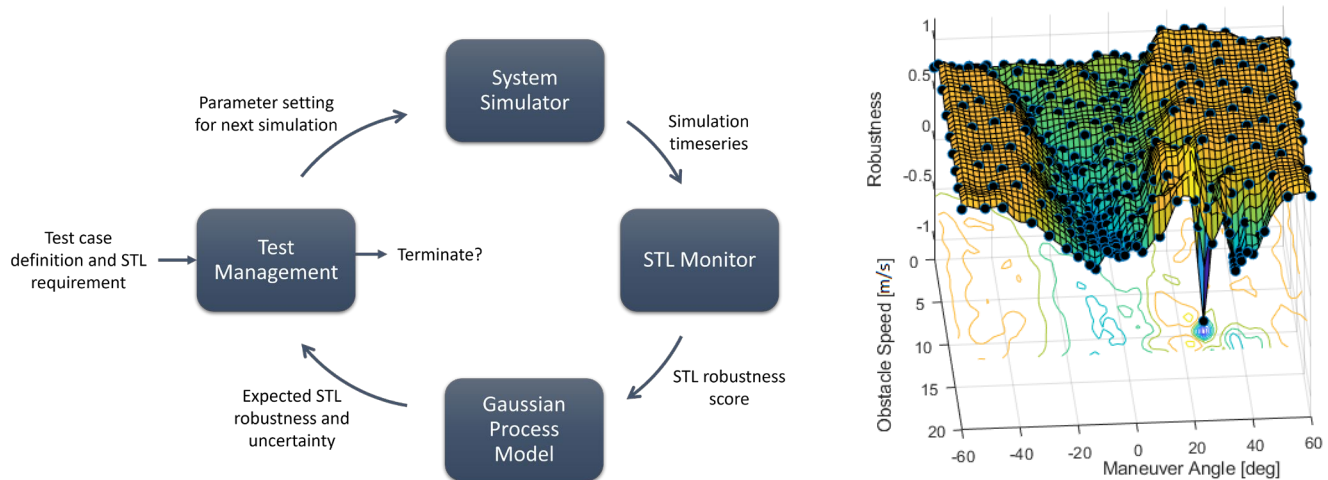 System
Simulator
Parameter setting
for next simulation
Simulation
timeseries
Test case
definition and STL
requirement
Test
Management
Terminate?
STL Monitor
Expected STL
robustness and
uncertainty
Gaussian
Process
Model
STL robustness
score
1
0.5
0
-0.5
-1
Robustness
0
5
10
15
20
Obstacle Speed [m/s]
-60
-40
-20
0
20
40
60
Maneuver Angle [deg]